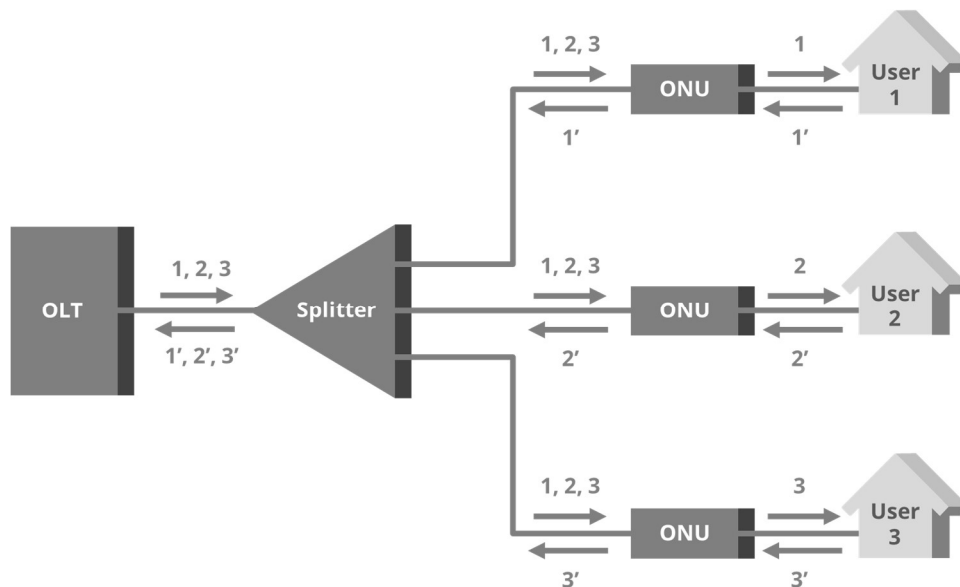 1, 2, 3
1
ONU
User
1
1’
1’
1, 2, 3
OLT
1’, 2’, 3’
Splitter
1, 2, 3
2
ONU
User
2
2’
2’
1, 2, 3
3
ONU
User
3
3’
3’